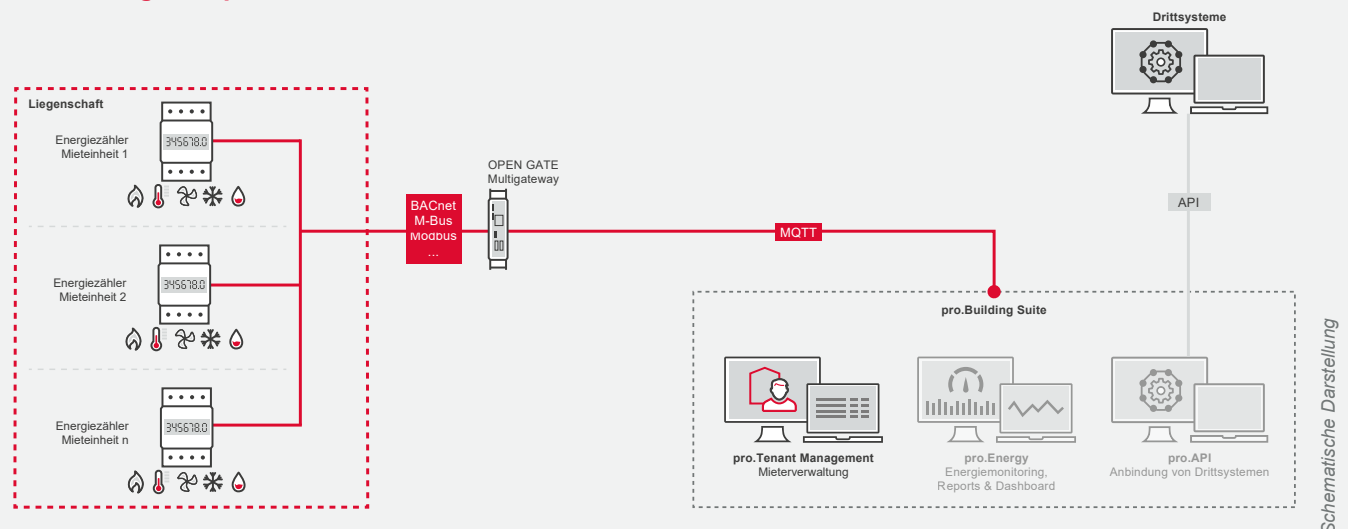 Drittsysteme
Liegenschaft
Energiezähler
Mieteinheit 1
345678.0
OPEN GATE
Multigateway
BACnet
M-Bus
Modbus
...
MQTT
API
Energiezähler
Mieteinheit 2
345678.0
pro.Building Suite
Energiezähler
Mieteinheit n
345678.0
pro.Tenant Management
Mieterverwaltung
pro.Energy
Energiemonitoring,
Reports & Dashboard
pro.API
Anbindung von Drittsystemen
Schematische Darstellung